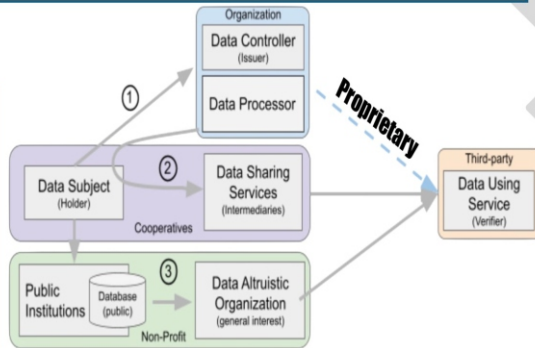 Organization
Data Controller
(Issuer)
Data Processor
①
Proprietary
②
Data Subject
(Holder)
Data Sharing
Services
(Intermediaries)
Cooperatives
Third-party
Data Using
Service
(Verifier)
③
Public
Institutions
Database
(public)
Data Altruistic
Organization
(general interest)
Non-Profit